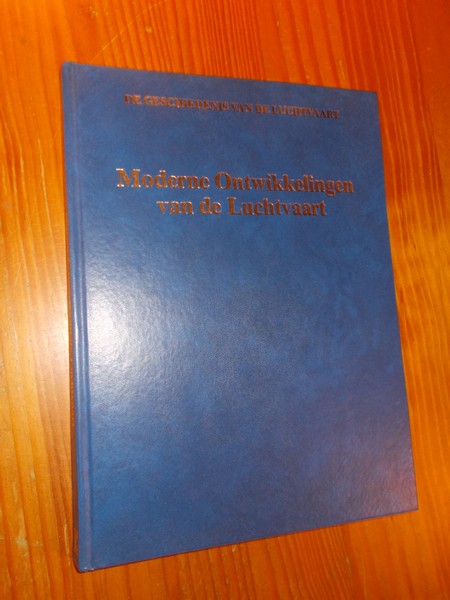 DE GESCHIEDENIS VAN DE LUCHTVAART
Moderne Ontwikkelingen
van de Luchtvaart